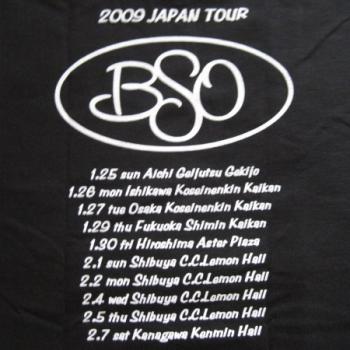 2009 JAPAN TOUR
BSO
1.25 sun Aichi Geijutsu Gekijo
1.26 mon Ishikawa Koseinenkin Kaikan
1.27 tue Osaka Koseinenkin Kaikan
1.29 thu Fukuoka Shimin Kaikan
1.30 fri Hiroshima Aster Plaza
2.1 sun Shibuya C.C.Lemon Hall
2.2 mon Shibuya C.C.Lemon Hall
2.4 wed Shibuya C.C.Lemon Hall
2.5 thu Shibuya C.C.Lemon Hall
2.7 sat Kanagawa Kenmin Hall